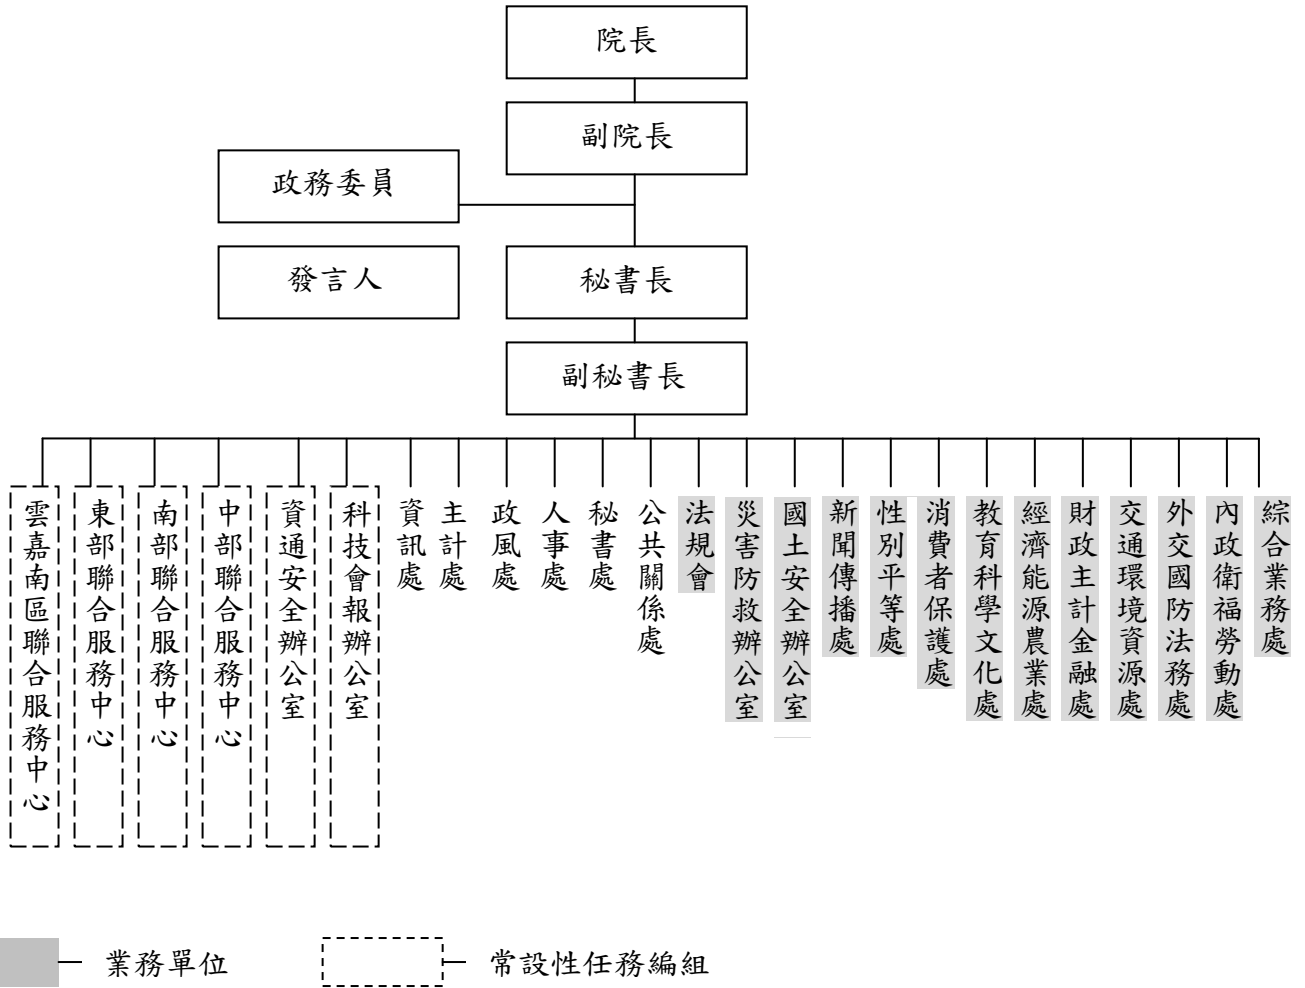 院長
副院長
政務委員
發言人
秘書長
副秘書長
雲嘉南區聯合服務中心
東部聯合服務中心
南部聯合服務中心
中部聯合服務中心
資通安全辦公室
科技會報辦公室
資訊處
主計處
政風處
人事處
秘書處
公共關係處
法規會
災害防救辦公室
國土安全辦公室
新聞傳播處
性別平等處
消費者保護處
教育科學文化處
經濟能源農業處
財政主計金融處
交通環境資源處
外交國防法務處
內政衛福勞動處
綜合業務處
業務單位
常設性任務編組